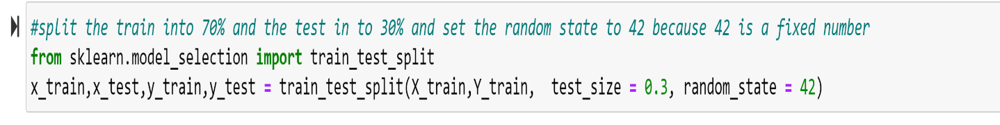 #split the train into 70% and the test in to 30% and set the random state to 42 because 42 is a fixed number
from sklearn.model_selection import train_test_split
x_train,x_test,y_train,y_test = train_test_split(X_train,Y_train,  test_size = 0.3, random_state = 42)